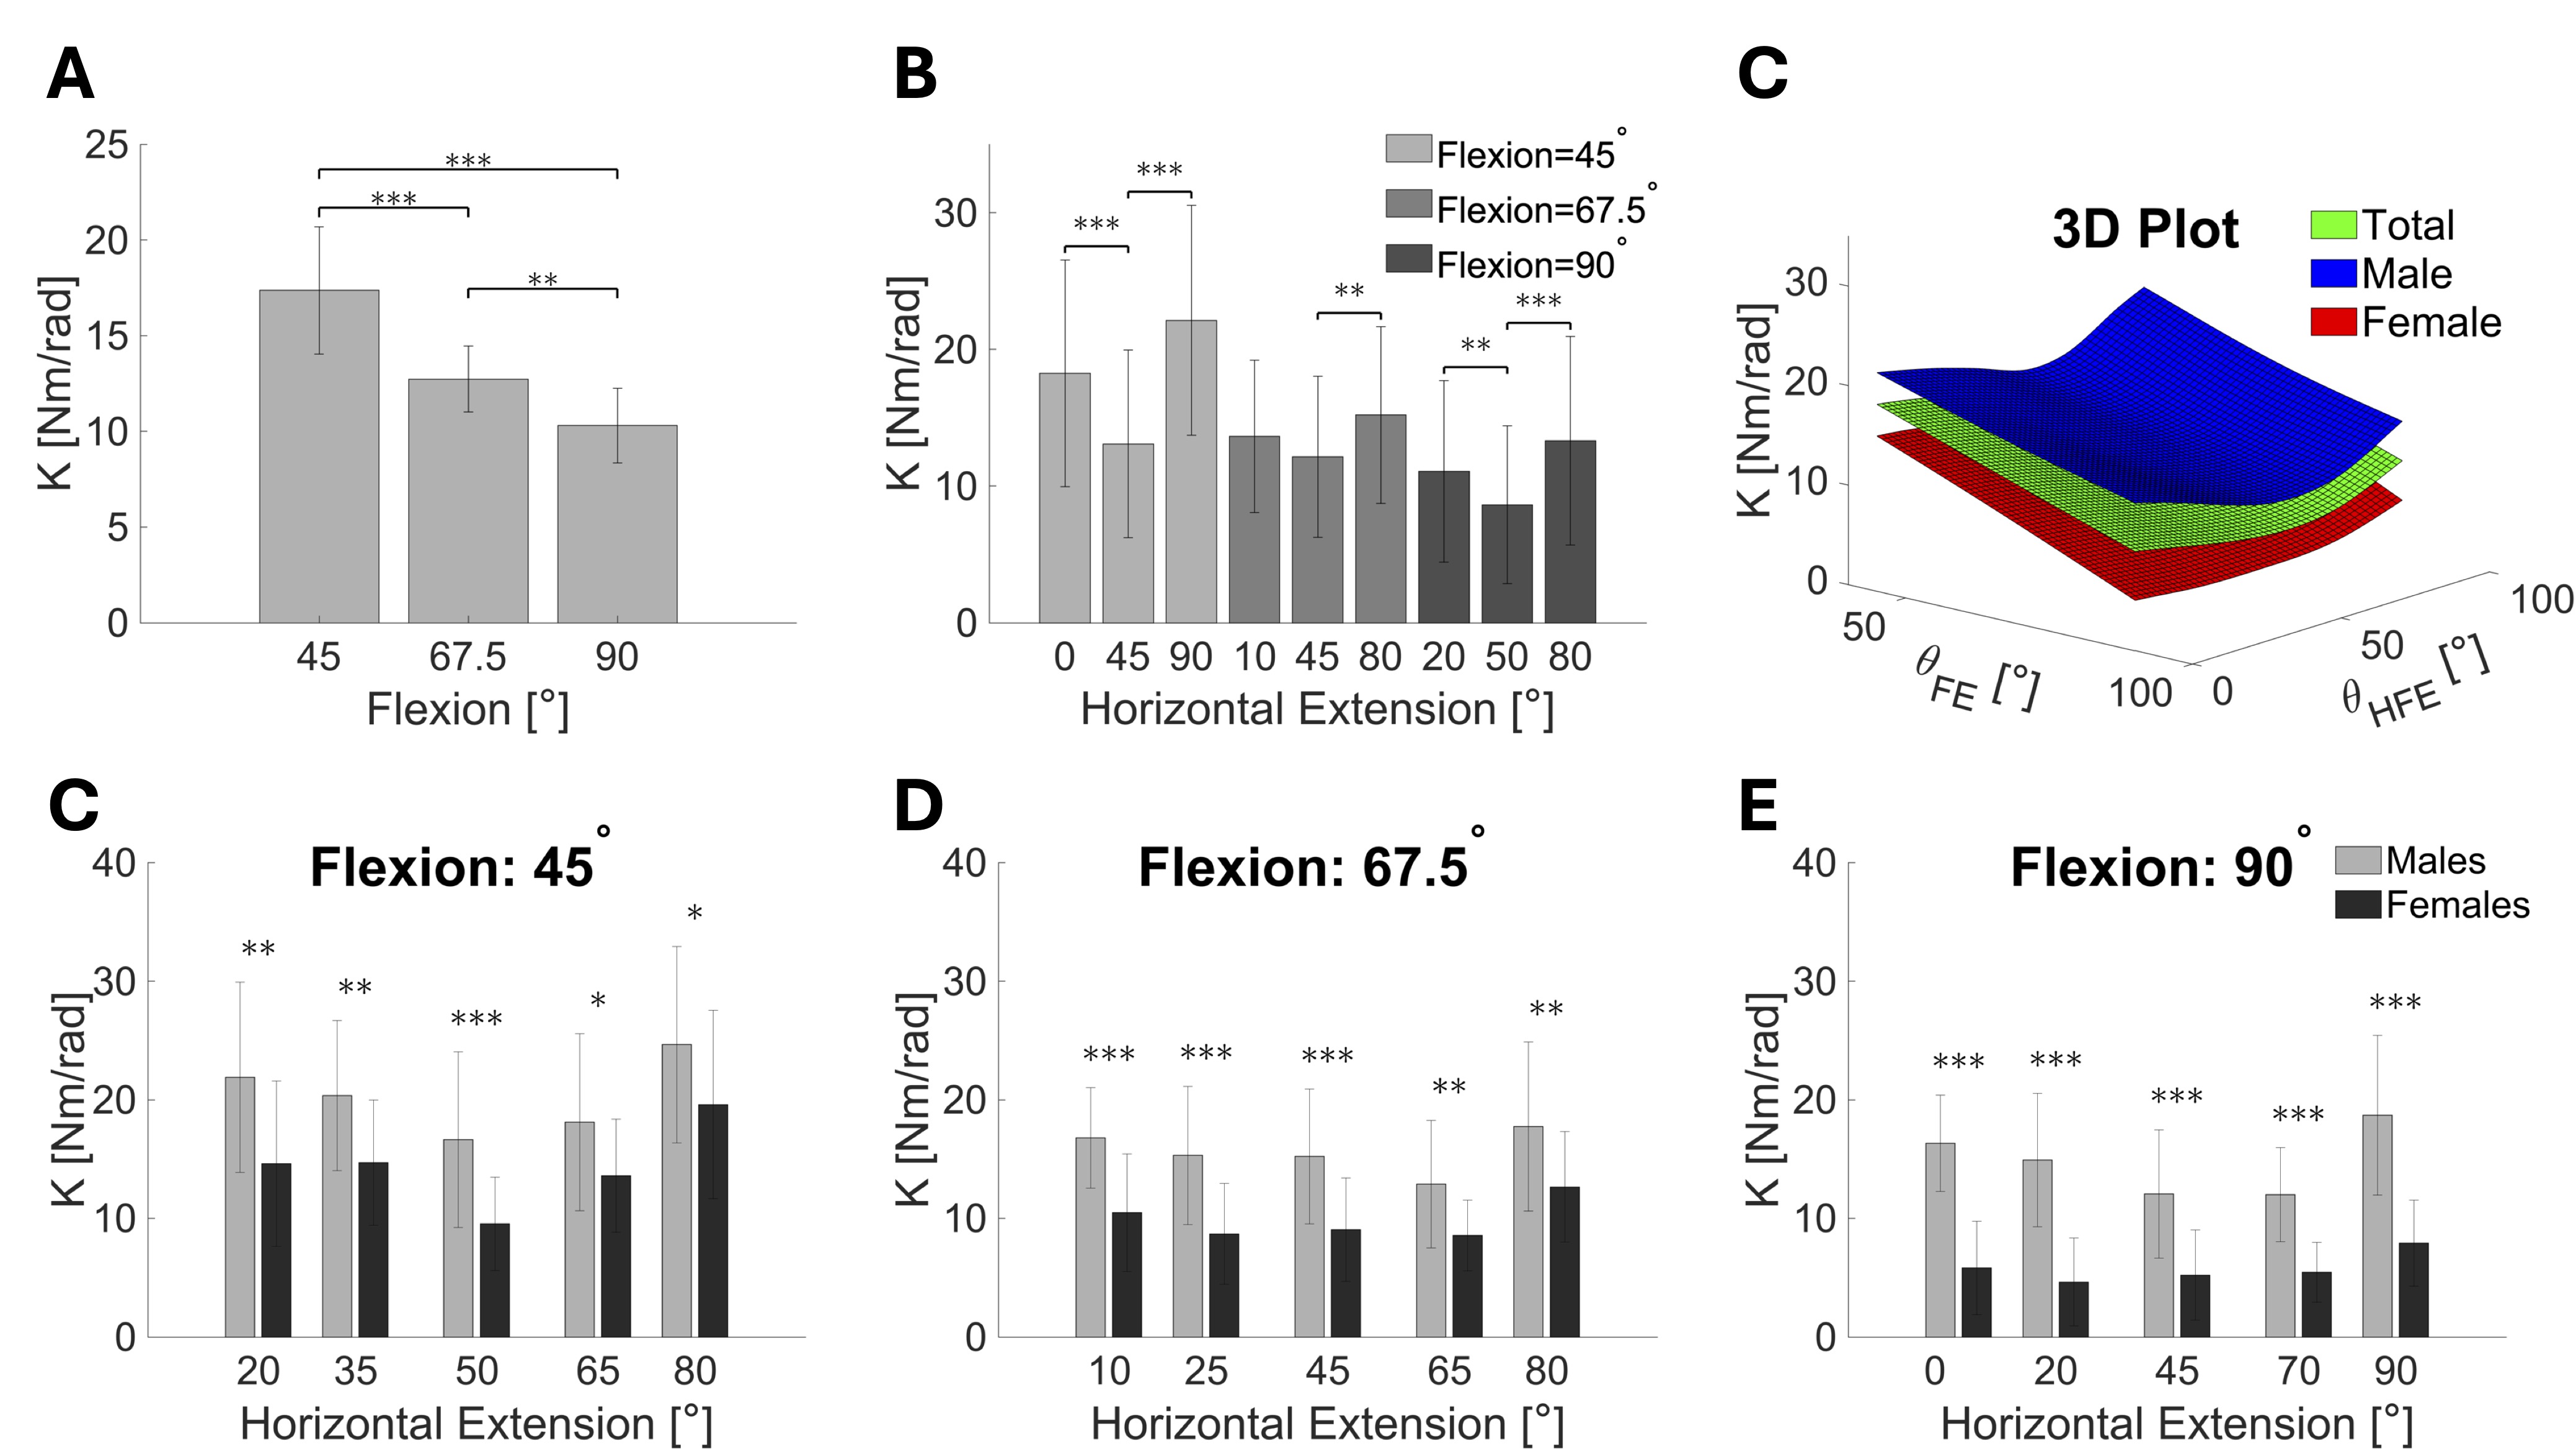 A
25
20
15
10
5
0
K [Nm/rad]
***
***
**
45 67.5 90
Flexion [°]
B
30
20
10
0
K [Nm/rad]
***
***
**
**
***
Flexion=45°
Flexion=67.5°
Flexion=90°
0 45 90 10 45 80 20 50 80
Horizontal Extension [°]
C
3D Plot
Total
Male
Female
30
20
10
0
K [Nm/rad]
50
100
θFE [°]
0
50
100
θHFE [°]
C
Flexion: 45°
40
30
20
10
0
K [Nm/rad]
**
**
***
*
*
20 35 50 65 80
Horizontal Extension [°]
D
Flexion: 67.5°
40
30
20
10
0
K [Nm/rad]
***
***
***
**
**
10 25 45 65 80
Horizontal Extension [°]
E
Flexion: 90°
Males
Females
40
30
20
10
0
K [Nm/rad]
***
***
***
***
***
0 20 45 70 90
Horizontal Extension [°]